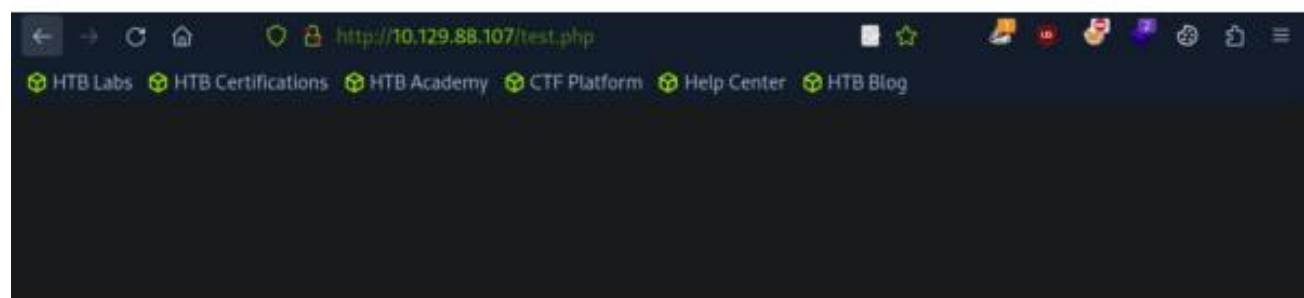 http://10.129.88.107/test.php
HTB Labs HTB Certifications HTB Academy CTF Platform Help Center HTB Blog